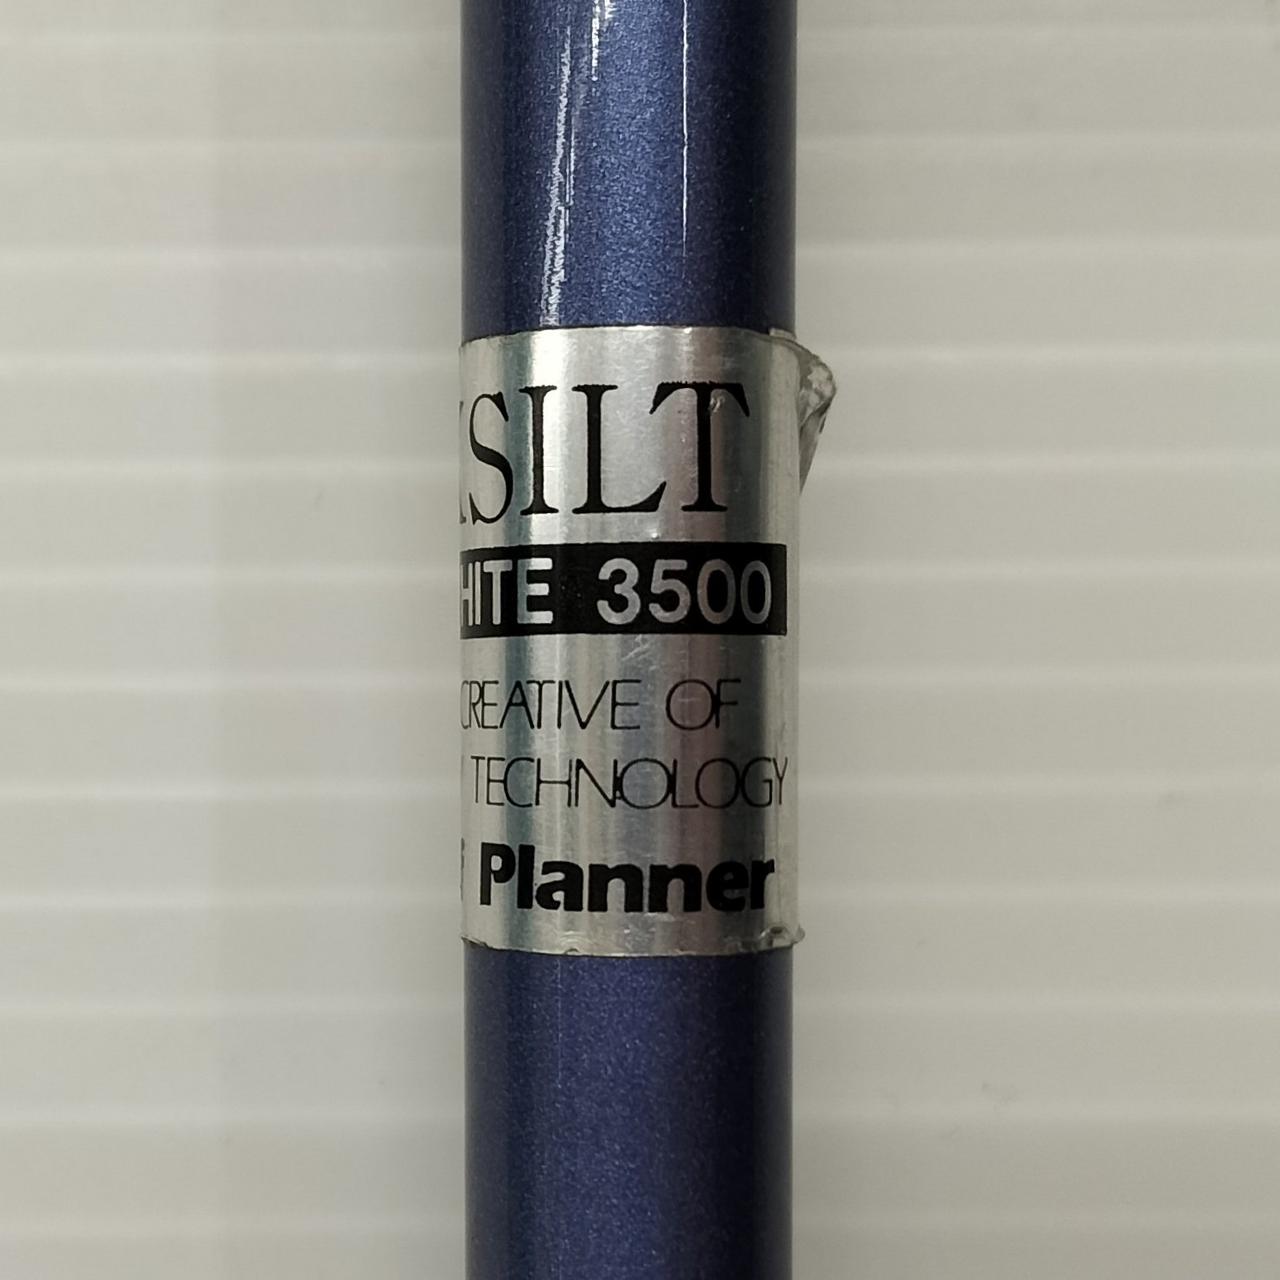 SILT
HITE 3500
CREATIVE OF
TECHNOLOGY
Planner